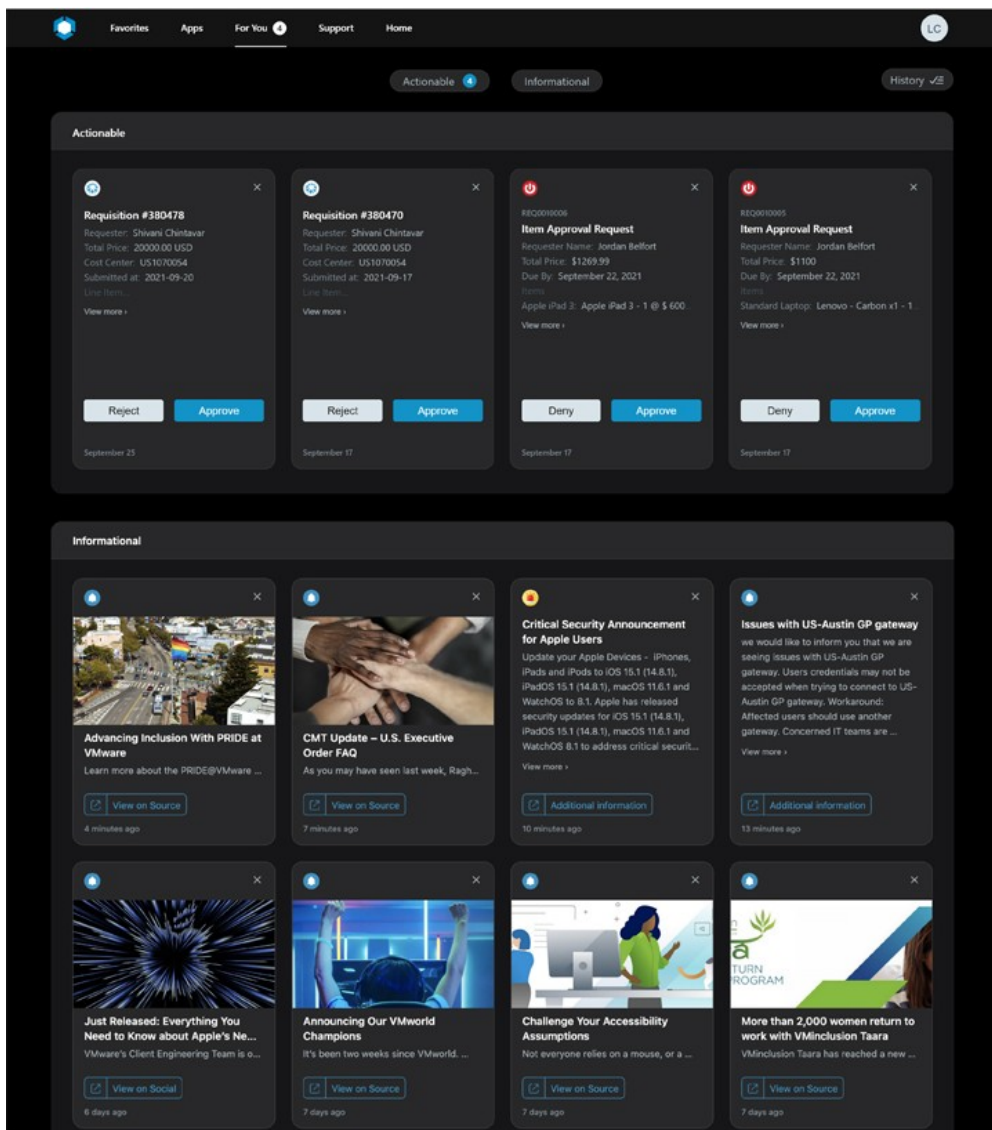 Favorites Apps For You 4 Support Home LC
Actionable 4 Informational History
Actionable
Requisition #380478
Requester: Shivani Chintavar
Total Price: 20000.00 USD
Cost Center: US1070054
Submitted at: 2021-09-20
Line Item...
View more ›
Reject Approve
September 25
Requisition #380470
Requester: Shivani Chintavar
Total Price: 20000.00 USD
Cost Center: US1070054
Submitted at: 2021-09-17
Line Item...
View more ›
Reject Approve
September 17
REQ0010006
Item Approval Request
Requester Name: Jordan Belfort
Total Price: $1269.99
Due By: September 22, 2021
Items
Apple iPad 3: Apple iPad 3 - 1 @ $ 600..
View more ›
Deny Approve
September 17
REQ0010005
Item Approval Request
Requester Name: Jordan Belfort
Total Price: $1100
Due By: September 22, 2021
Items
Standard Laptop: Lenovo - Carbon x1 - 1..
View more ›
Deny Approve
September 17
Informational
Advancing Inclusion With PRIDE at
VMware
Learn more about the PRIDE@VMware ...
View on Source
4 minutes ago
CMT Update – U.S. Executive
Order FAQ
As you may have seen last week, Ragh...
View on Source
7 minutes ago
Critical Security Announcement
for Apple Users
Update your Apple Devices - iPhones,
iPads and iPods to iOS 15.1 (14.8.1),
iPadOS 15.1 (14.8.1), macOS 11.6.1 and
WatchOS to 8.1. Apple has released
security updates for iOS 15.1 (14.8.1),
iPadOS 15.1 (14.8.1), macOS 11.6.1 and
WatchOS 8.1 to address critical securit...
View more ›
Additional information
10 minutes ago
Issues with US-Austin GP gateway
we would like to inform you that we are
seeing issues with US-Austin GP
gateway. Users credentials may not be
accepted when trying to connect to US-
Austin GP gateway. Workaround:
Affected users should use another
gateway. Concerned IT teams are ...
View more ›
Additional information
13 minutes ago
Just Released: Everything You
Need to Know about Apple's Ne...
VMware's Client Engineering Team is o...
View on Social
6 days ago
Announcing Our VMworld
Champions
It's been two weeks since VMworld. ...
View on Source
7 days ago
Challenge Your Accessibility
Assumptions
Not everyone relies on a mouse, or a ...
View on Source
7 days ago
a
TURN
ROGRAM
More than 2,000 women return to
work with VMinclusion Taara
VMinclusion Taara has reached a new ...
View on Source
7 days ago